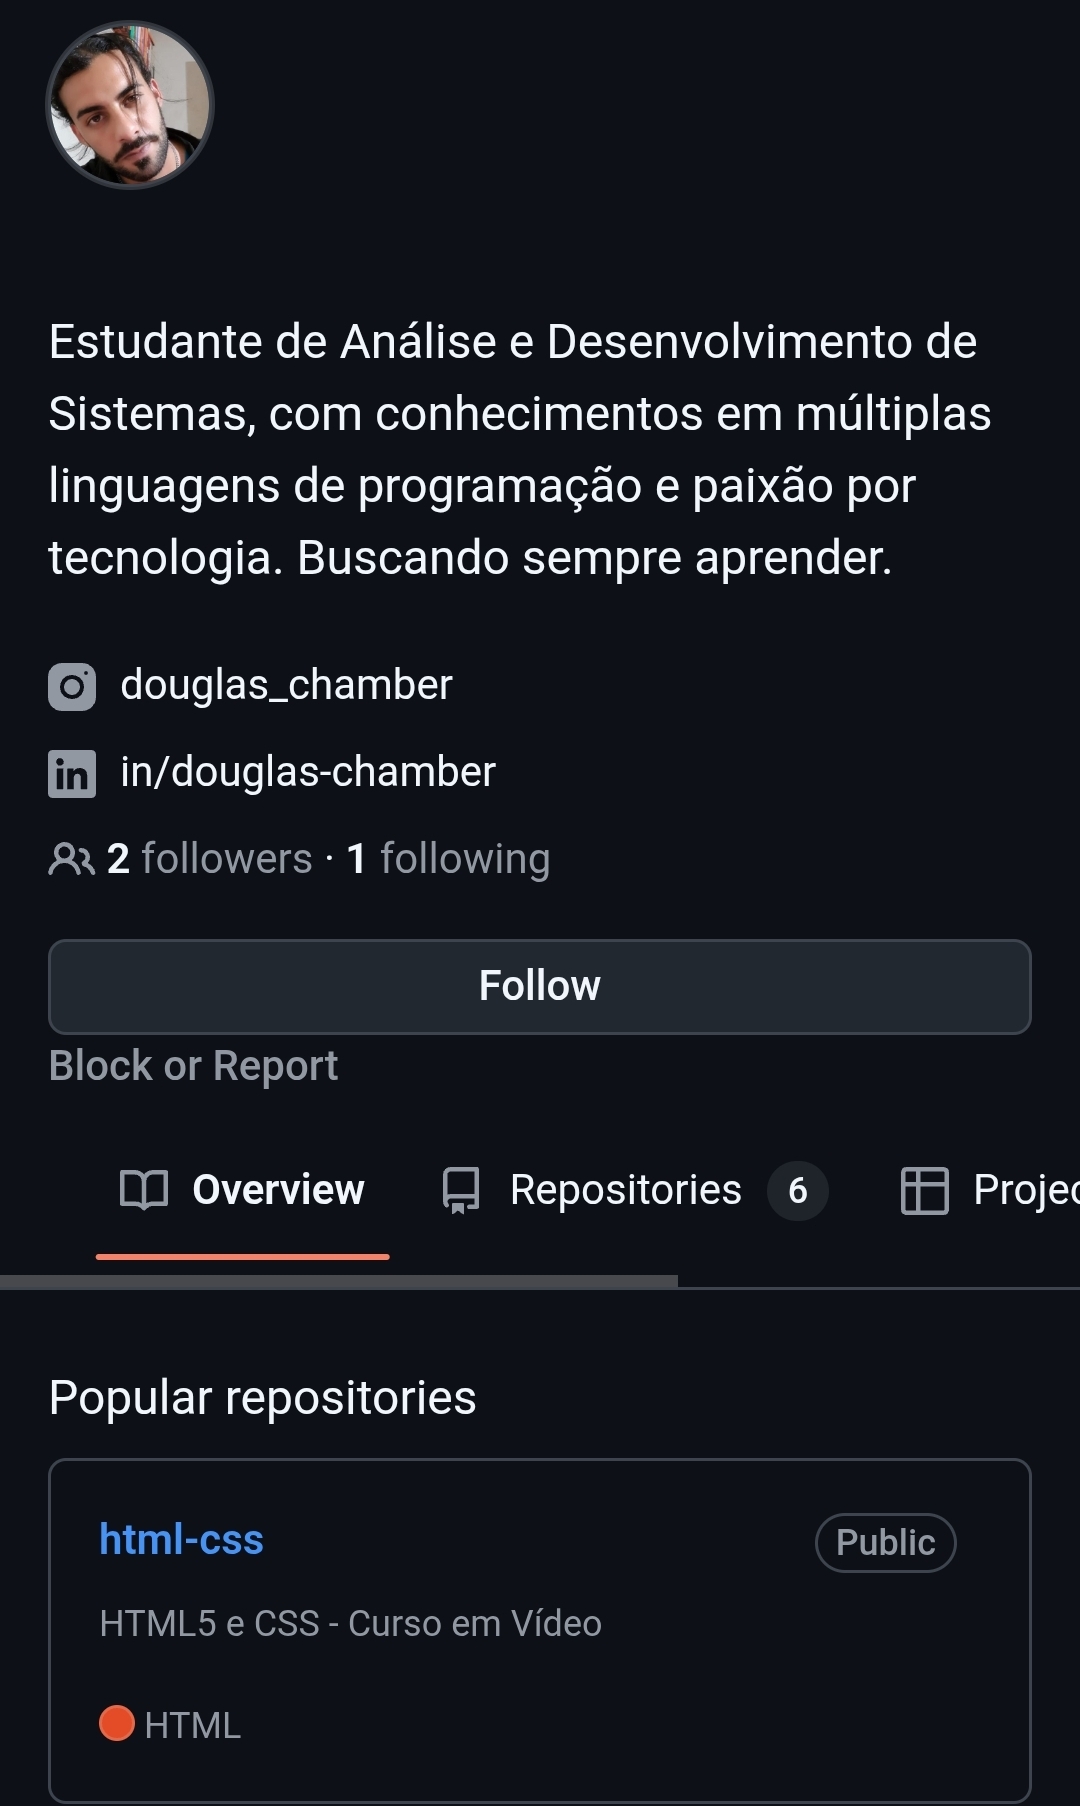 Estudante de Análise e Desenvolvimento de
Sistemas, com conhecimentos em múltiplas
linguagens de programação e paixão por
tecnologia. Buscando sempre aprender.
douglas_chamber
in/douglas-chamber
2 followers · 1 following
Follow
Block or Report
Overview Repositories 6 Projec
Popular repositories
html-css Public
HTML5 e CSS - Curso em Vídeo
HTML